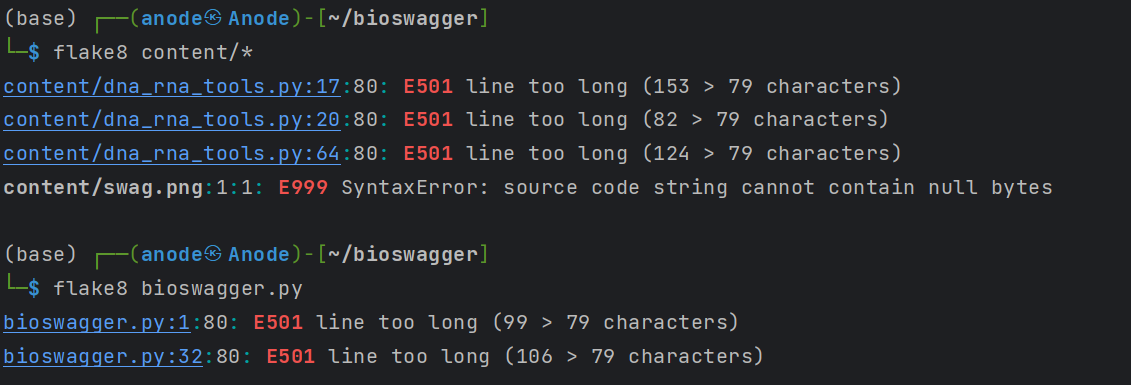 (base) ┌──(anode㉿Anode)-[~/bioswagger]
└─$ flake8 content/*
content/dna_rna_tools.py:17:80: E501 line too long (153 > 79 characters)
content/dna_rna_tools.py:20:80: E501 line too long (82 > 79 characters)
content/dna_rna_tools.py:64:80: E501 line too long (124 > 79 characters)
content/swag.png:1:1: E999 SyntaxError: source code string cannot contain null bytes
(base) ┌──(anode㉿Anode)-[~/bioswagger]
└─$ flake8 bioswagger.py
bioswagger.py:1:80: E501 line too long (99 > 79 characters)
bioswagger.py:32:80: E501 line too long (106 > 79 characters)